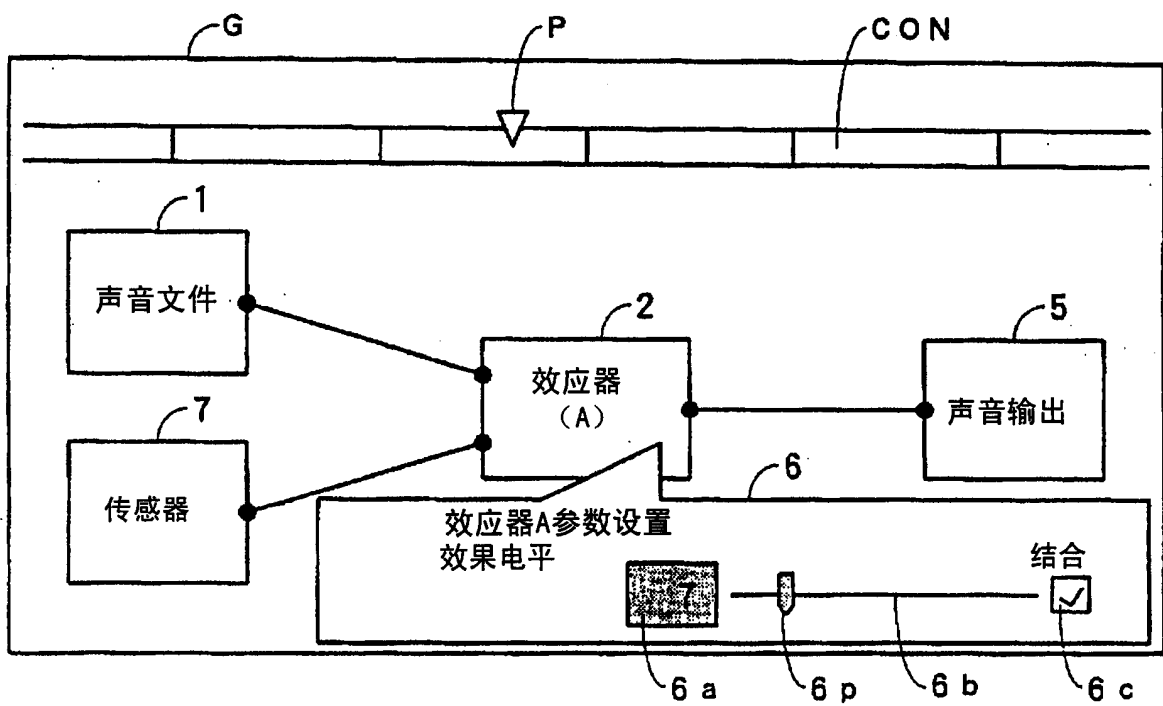 G P CON
1
声音文件
2
效应器
（A）
5
声音输出
7
传感器
6
效应器A参数设置
效果电平
结合
7
6a 6p 6b 6c